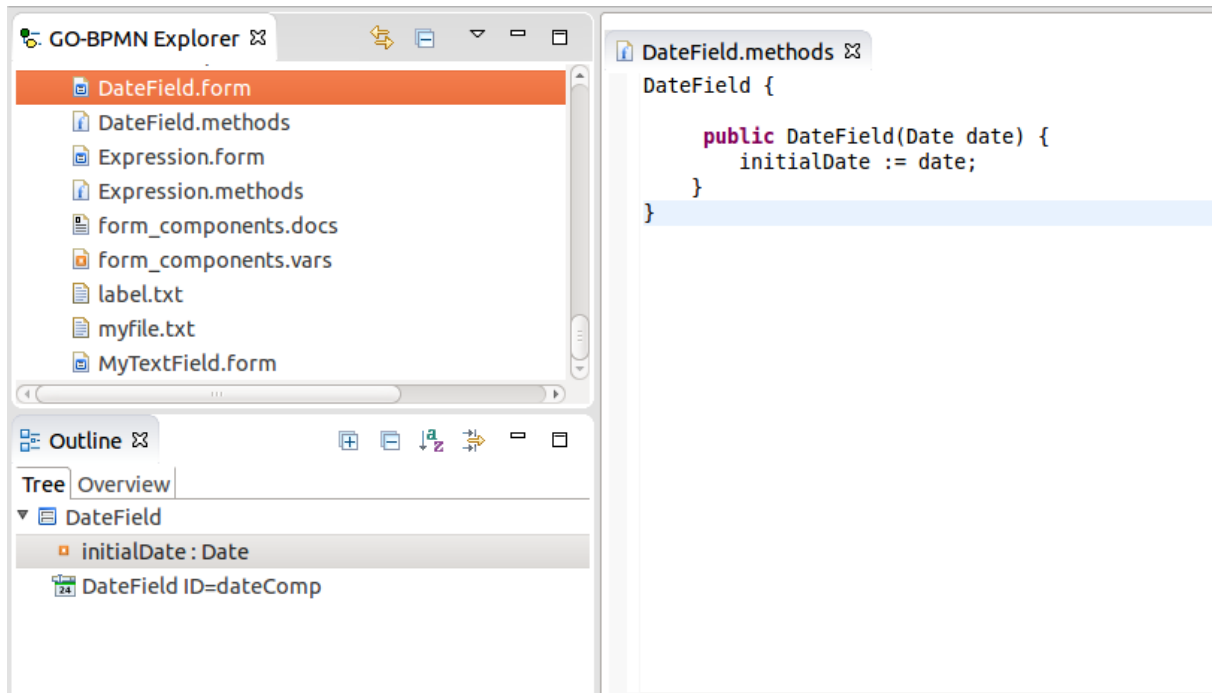 GO-BPMN Explorer
DateField.form
DateField.methods
Expression.form
Expression.methods
form_components.docs
form_components.vars
label.txt
myfile.txt
MyTextField.form
Outline
Tree Overview
DateField
initialDate : Date
DateField ID=dateComp
DateField.methods
DateField {
public DateField(Date date) {
initialDate := date;
}
}